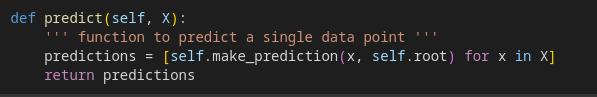 def predict(self, X):
    ''' function to predict a single data point '''
    predictions = [self.make_prediction(x, self.root) for x in X]
    return predictions